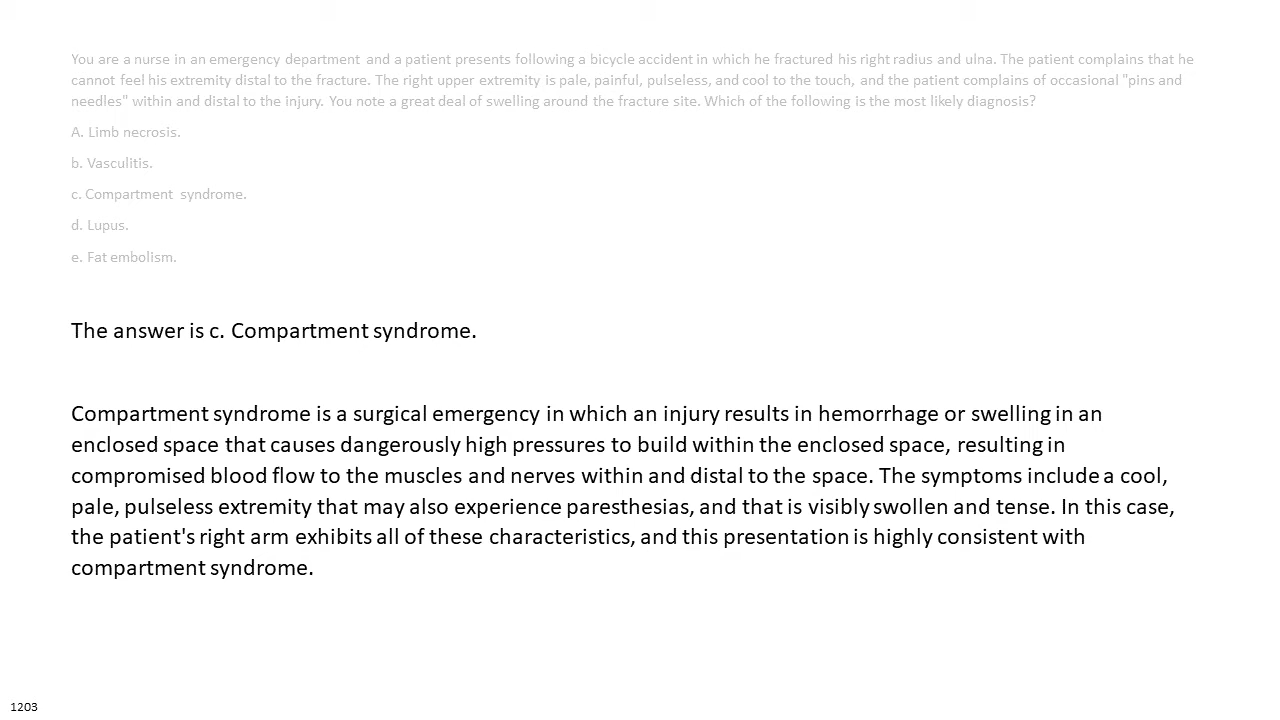 You are a nurse in an emergency department and a patient presents following a bicycle accident in which he fractured his right radius and ulna. The patient complains that he
cannot feel his extremity distal to the fracture. The right upper extremity is pale, painful, pulseless, and cool to the touch, and the patient complains of occasional "pins and
needles" within and distal to the injury. You note a great deal of swelling around the fracture site. Which of the following is the most likely diagnosis?
A. Limb necrosis.
b. Vasculitis.
c. Compartment syndrome.
d. Lupus.
e. Fat embolism.
The answer is c. Compartment syndrome.
Compartment syndrome is a surgical emergency in which an injury results in hemorrhage or swelling in an
enclosed space that causes dangerously high pressures to build within the enclosed space, resulting in
compromised blood flow to the muscles and nerves within and distal to the space. The symptoms include a cool,
pale, pulseless extremity that may also experience paresthesias, and that is visibly swollen and tense. In this case,
the patient's right arm exhibits all of these characteristics, and this presentation is highly consistent with
compartment syndrome.
1203